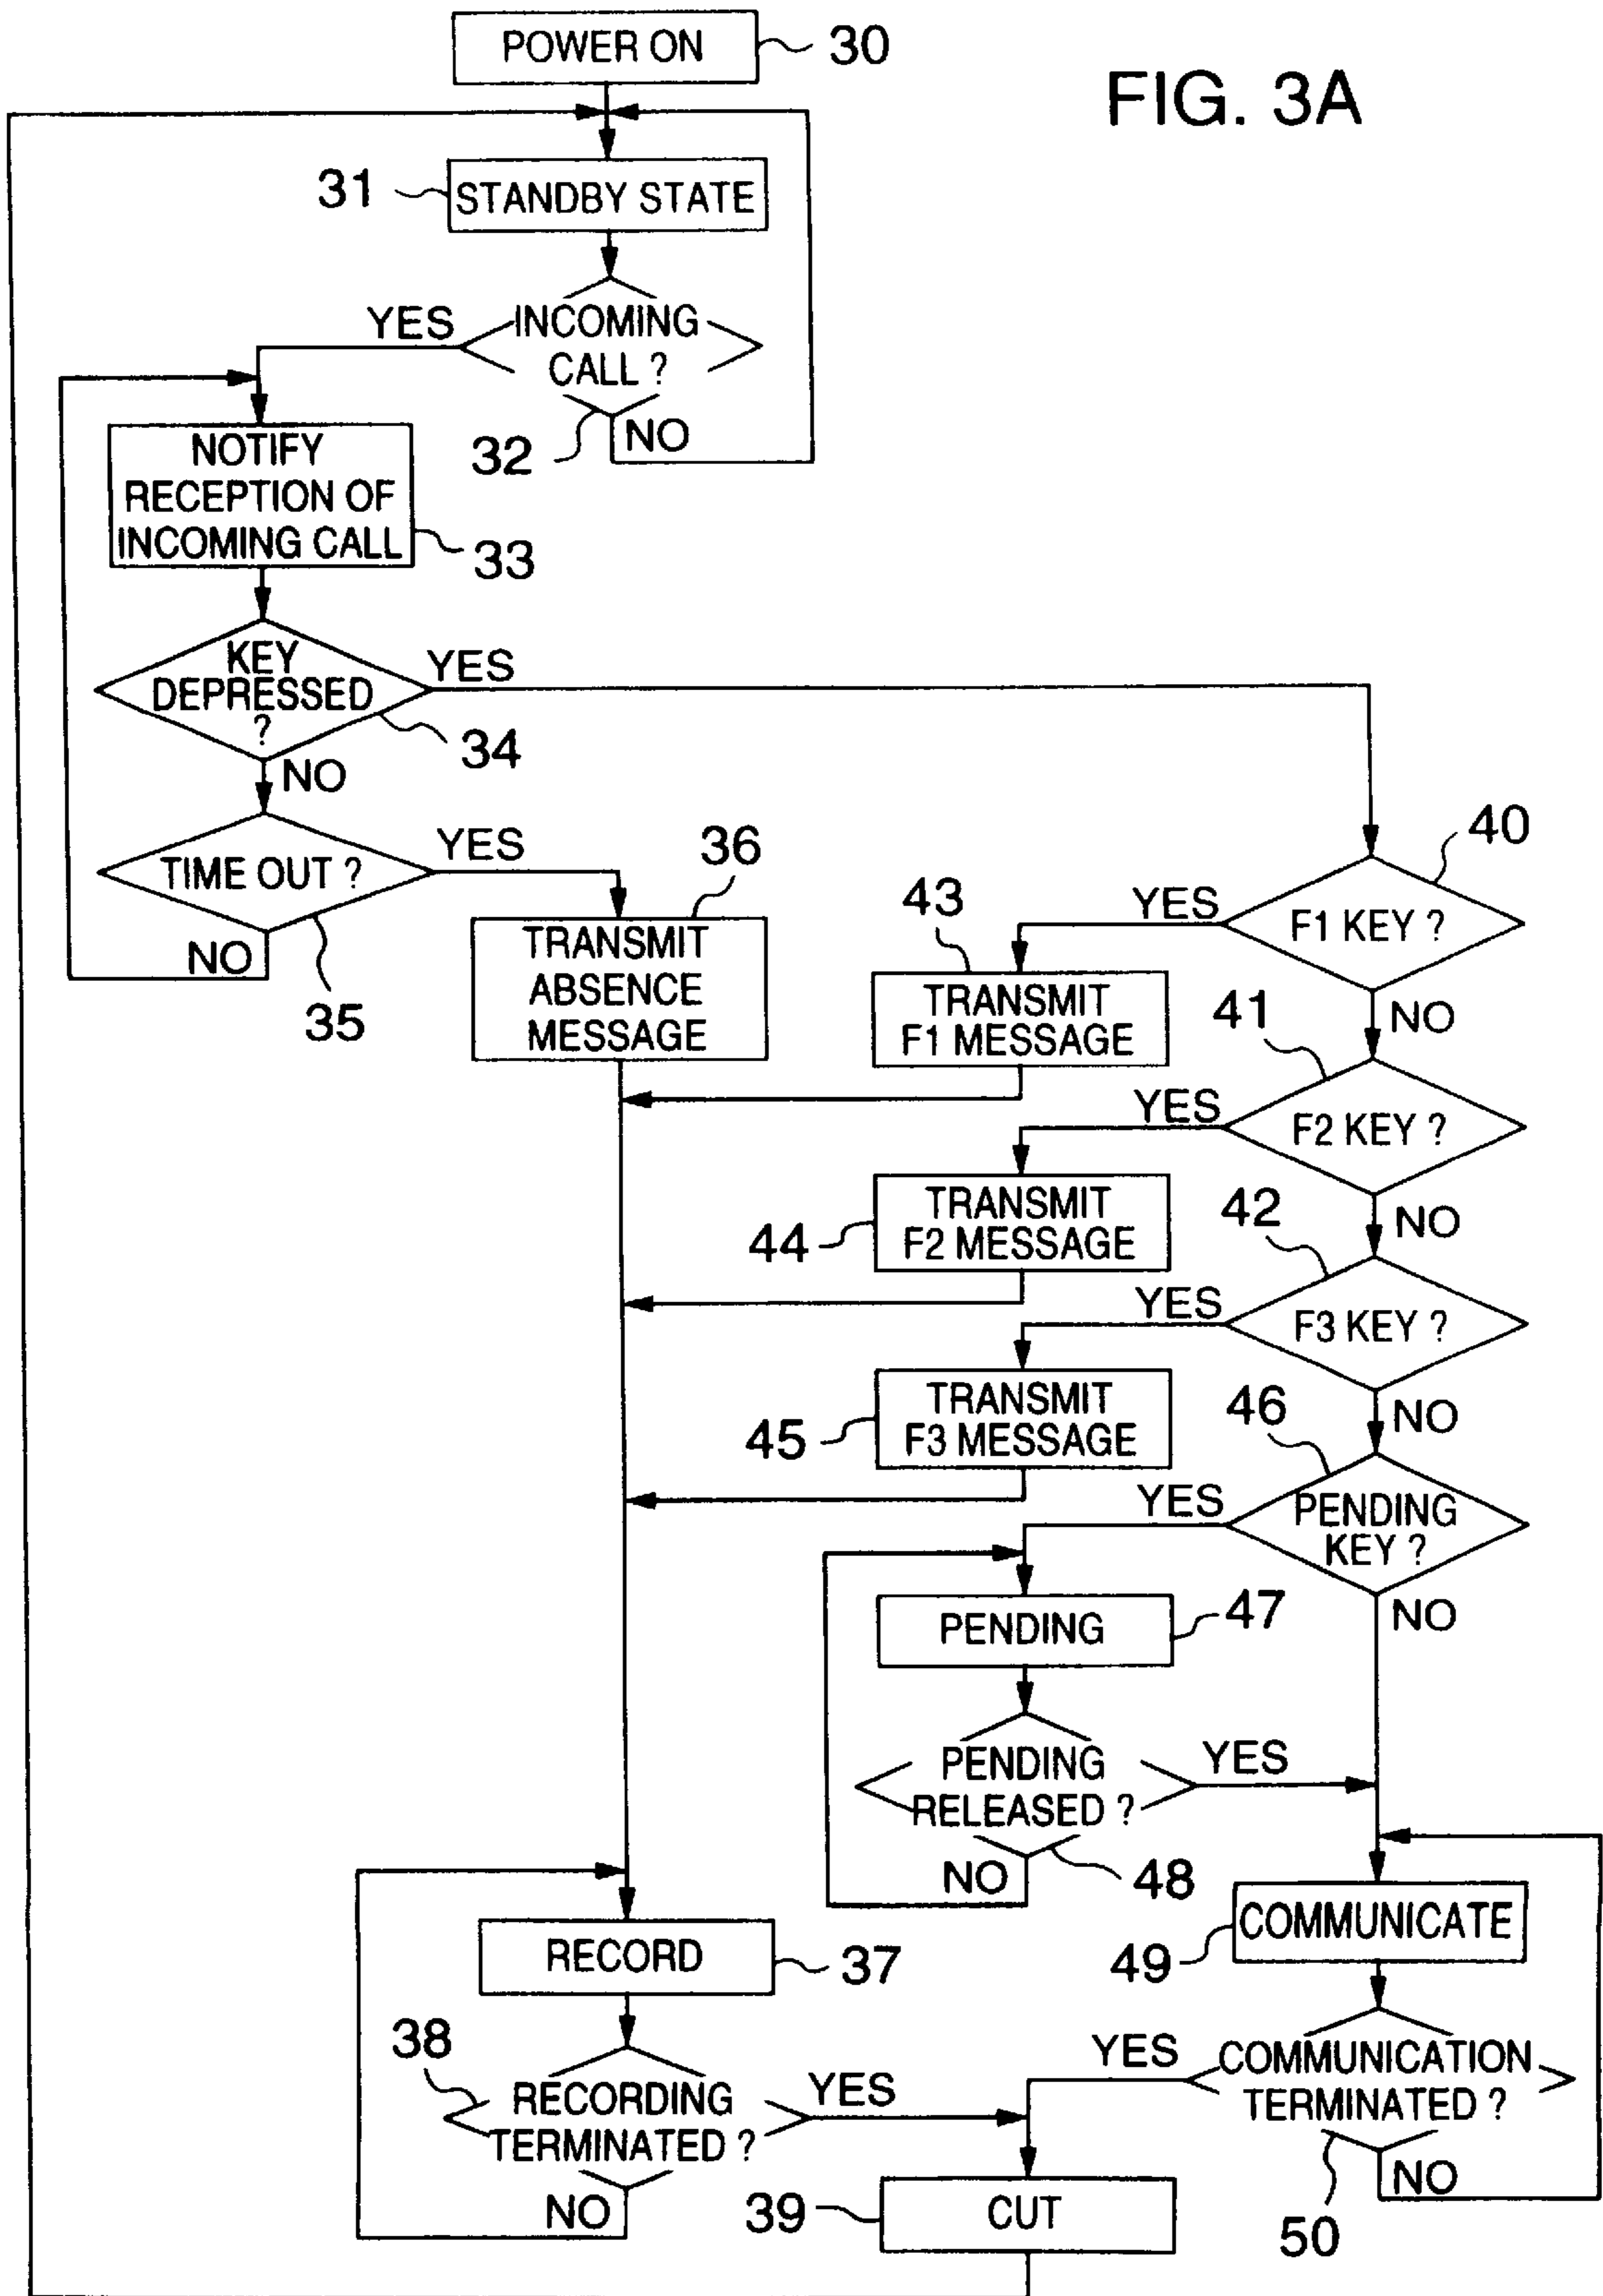 POWER ON
30
FIG. 3A
31
STANDBY STATE
YES
INCOMING
CALL ?
32
NO
NOTIFY
RECEPTION OF
INCOMING CALL
33
KEY
DEPRESSED
?
YES
34
NO
TIME OUT ?
YES
NO
35
36
TRANSMIT
ABSENCE
MESSAGE
40
F1 KEY ?
YES
NO
43
TRANSMIT
F1 MESSAGE
41
F2 KEY ?
YES
NO
44
TRANSMIT
F2 MESSAGE
42
F3 KEY ?
YES
NO
45
TRANSMIT
F3 MESSAGE
46
PENDING
KEY ?
YES
NO
PENDING
47
PENDING
RELEASED ?
YES
NO
48
COMMUNICATE
49
RECORD
37
38
RECORDING
TERMINATED ?
YES
NO
YES
COMMUNICATION
TERMINATED ?
NO
50
39
CUT